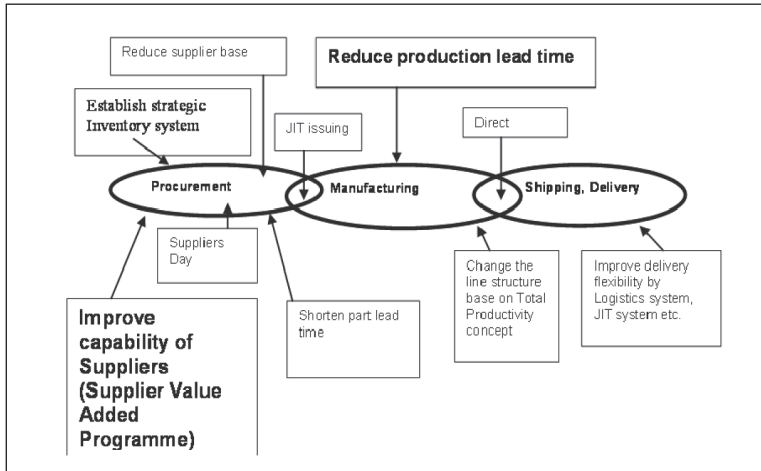 Reduce supplier base
Reduce production lead time
Establish strategic
Inventory system
JIT issuing
Direct
Procurement
Manufacturing
Shipping, Delivery
Suppliers
Day
Shorten part lead
time
Change the
line structure
base on Total
Productivity
concept
Improve delivery
flexibility by
Logistics system,
JIT system etc.
Improve
capability of
Suppliers
(Supplier Value
Added
Programme)